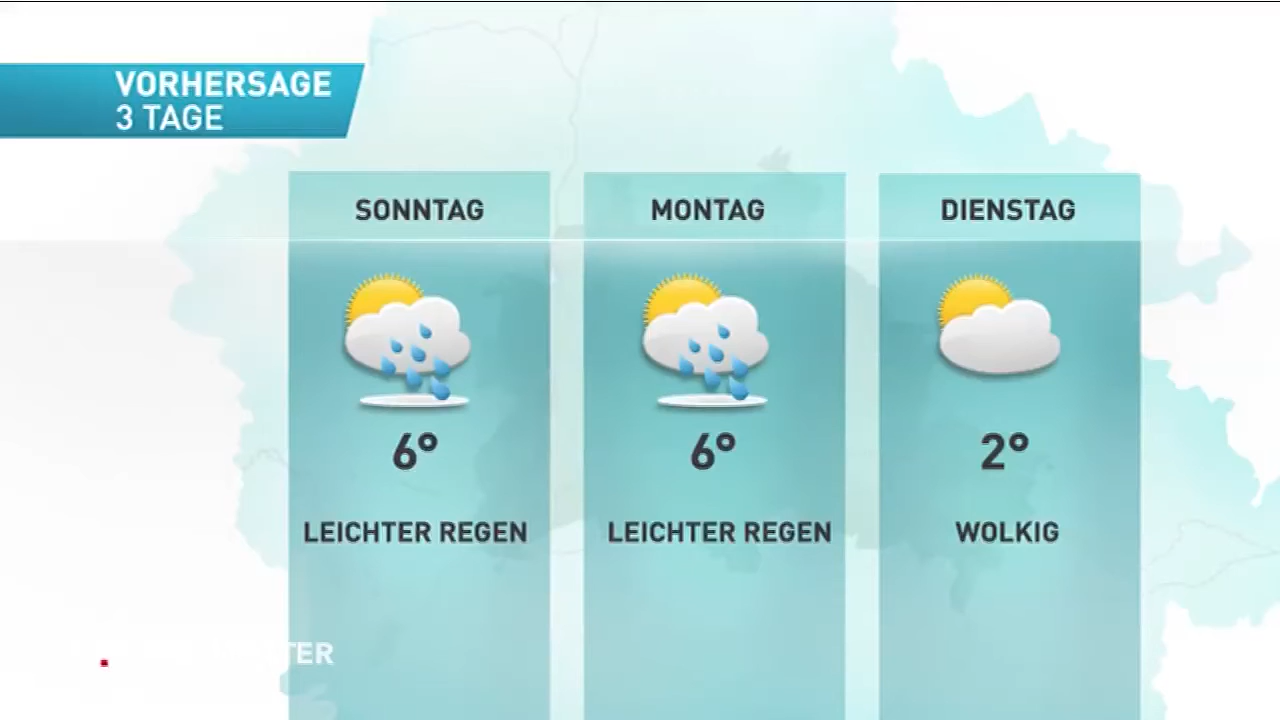 VORHERSAGE
3 TAGE
SONNTAG
MONTAG
DIENSTAG
6°
6°
2°
LEICHTER REGEN
LEICHTER REGEN
WOLKIG